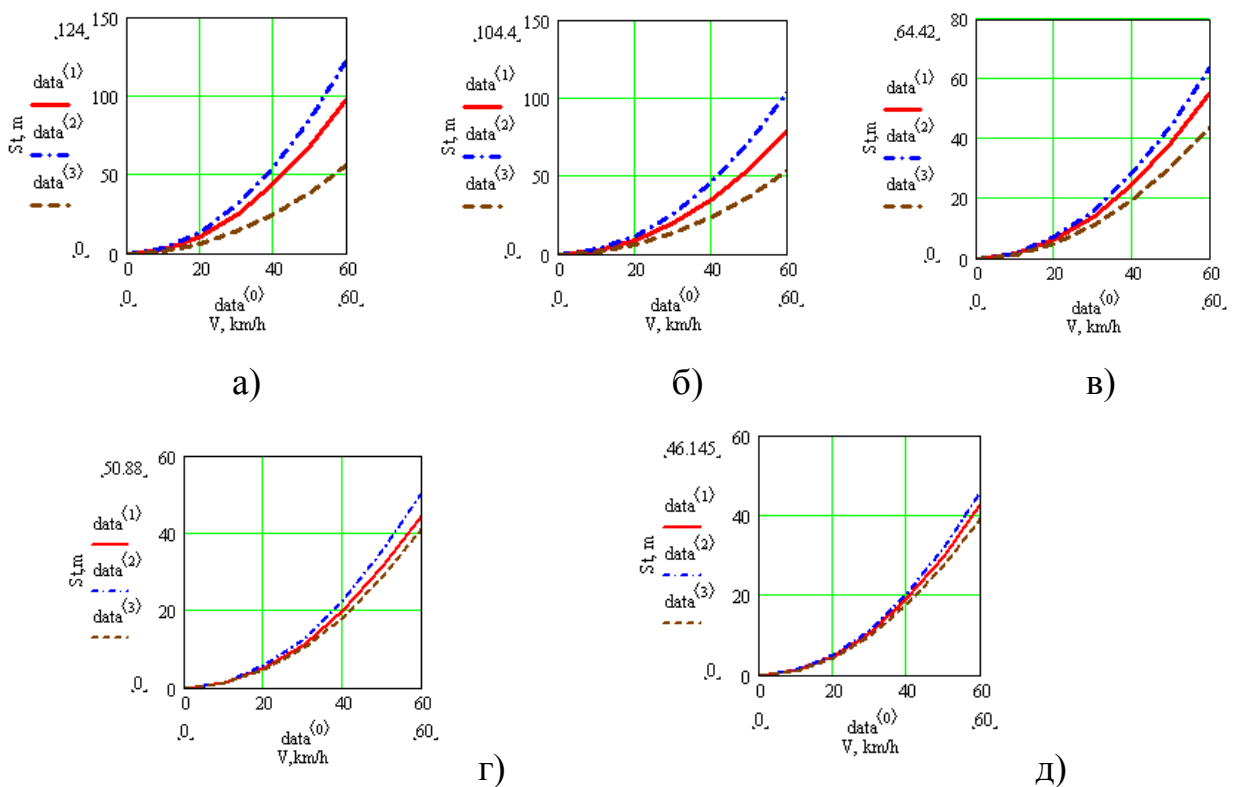 124
150
100
50
0
data⟨1⟩
data⟨2⟩
data⟨3⟩
St, m
0
0 20 40 60
0 data⟨0⟩ 60
V, km/h
а)
104.4
150
100
50
0
data⟨1⟩
data⟨2⟩
data⟨3⟩
St, m
0
0 20 40 60
0 data⟨0⟩ 60
V, km/h
б)
64.42
80
60
40
20
0
data⟨1⟩
data⟨2⟩
data⟨3⟩
St,m
0
0 20 40 60
0 data⟨0⟩ 60
V, km/h
в)
50.88
60
40
20
0
data⟨1⟩
data⟨2⟩
data⟨3⟩
St,m
0
0 20 40 60
0 data⟨0⟩ 60
V,km/h
г)
46.145
60
40
20
0
data⟨1⟩
data⟨2⟩
data⟨3⟩
St, m
0
0 20 40 60
0 data⟨0⟩ 60
V, km/h
д)